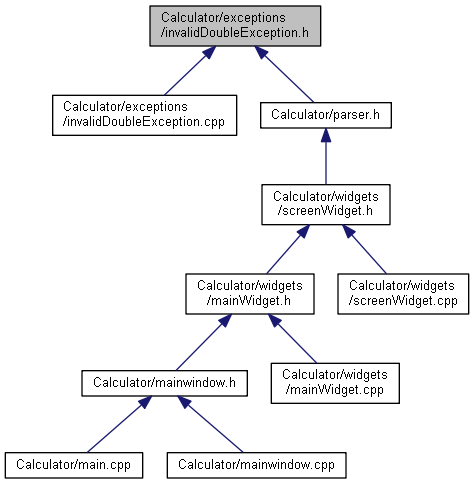 Calculator/exceptions
/invalidDoubleException.h
Calculator/exceptions
/invalidDoubleException.cpp
Calculator/parser.h
Calculator/widgets
/screenWidget.h
Calculator/widgets
/mainWidget.h
Calculator/widgets
/screenWidget.cpp
Calculator/mainwindow.h
Calculator/widgets
/mainWidget.cpp
Calculator/main.cpp
Calculator/mainwindow.cpp